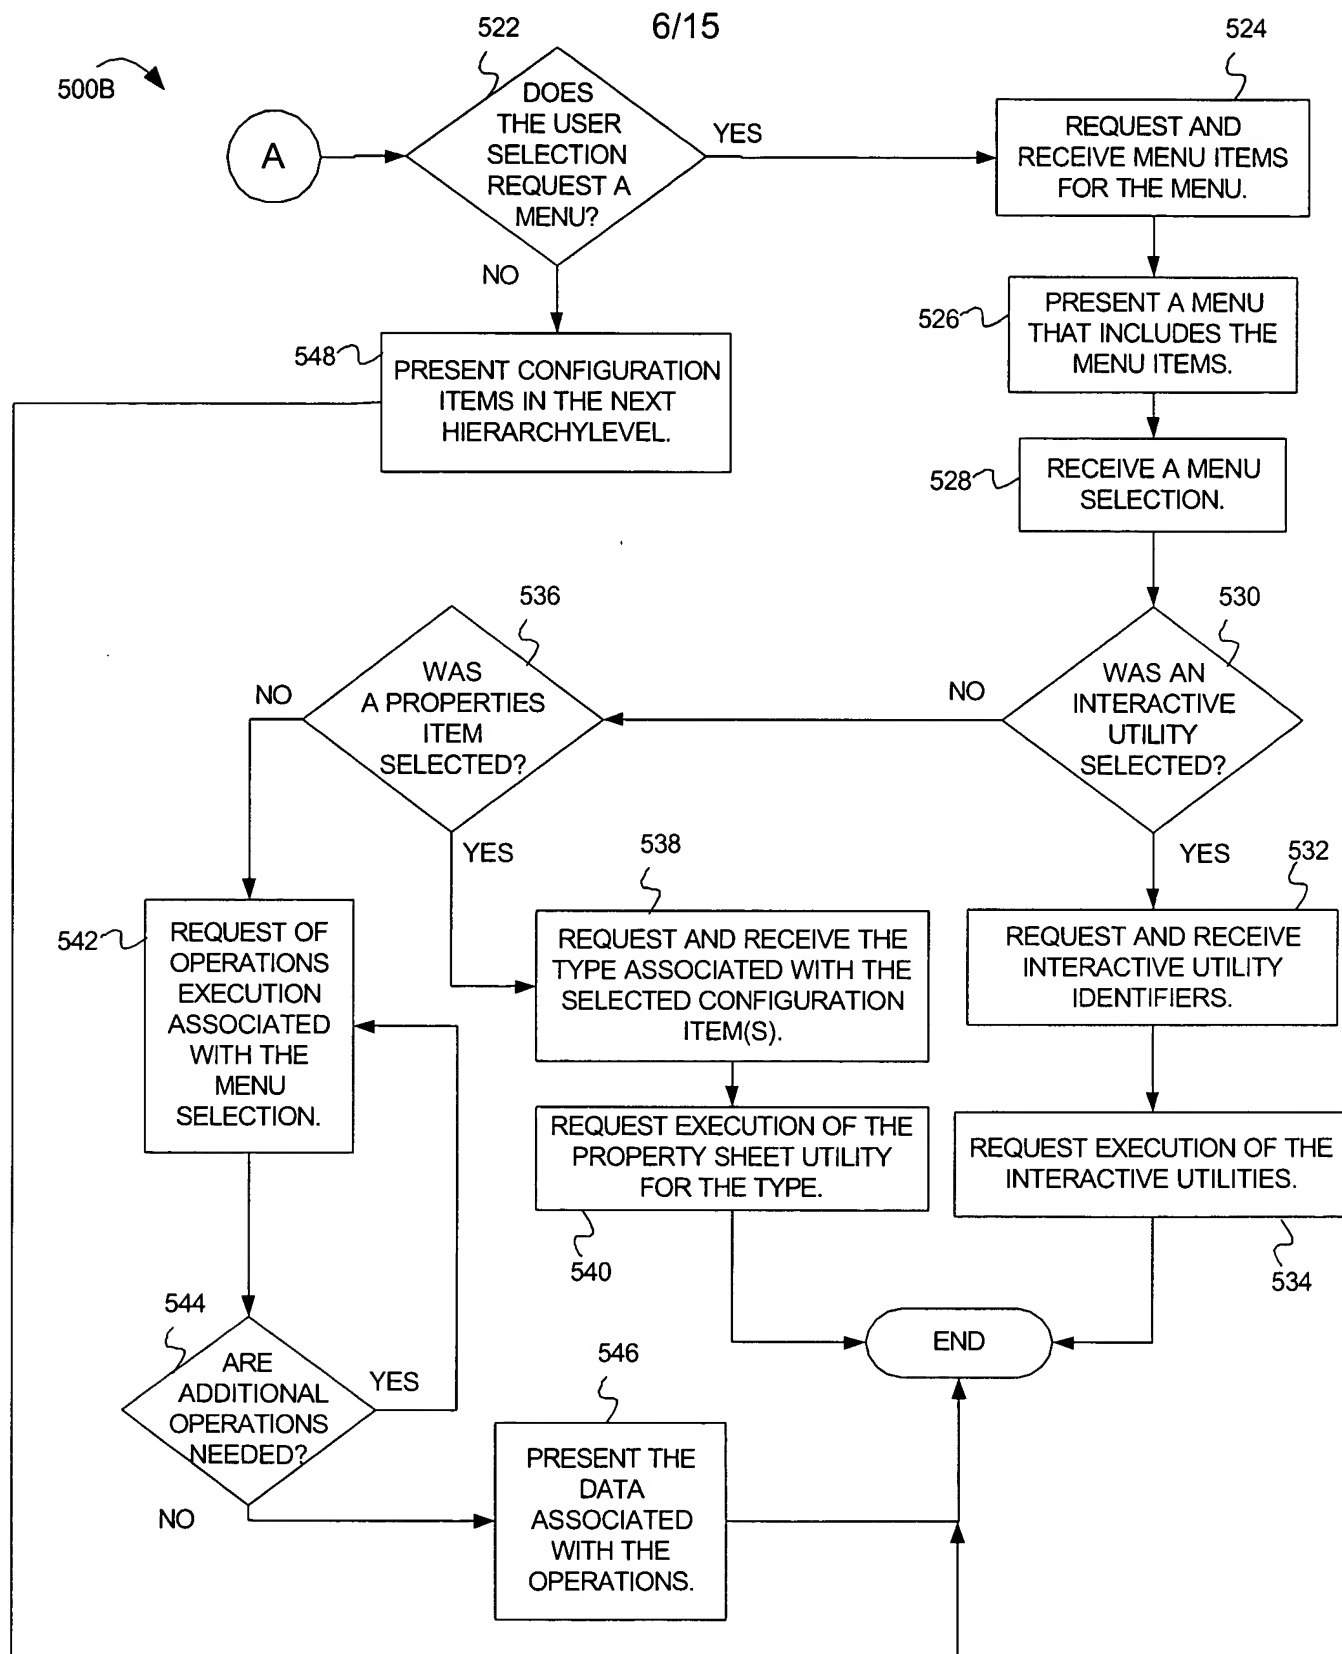 6/15
500B
522
524
A
DOES
THE USER
SELECTION
REQUEST A
MENU?
YES
NO
REQUEST AND
RECEIVE MENU ITEMS
FOR THE MENU.
526
PRESENT A MENU
THAT INCLUDES THE
MENU ITEMS.
548
PRESENT CONFIGURATION
ITEMS IN THE NEXT
HIERARCHYLEVEL.
528
RECEIVE A MENU
SELECTION.
536
530
WAS
A PROPERTIES
ITEM
SELECTED?
NO
YES
WAS AN
INTERACTIVE
UTILITY
SELECTED?
NO
YES
538
532
542
REQUEST OF
OPERATIONS
EXECUTION
ASSOCIATED
WITH THE
MENU
SELECTION.
REQUEST AND RECEIVE THE
TYPE ASSOCIATED WITH THE
SELECTED CONFIGURATION
ITEM(S).
REQUEST AND RECEIVE
INTERACTIVE UTILITY
IDENTIFIERS.
REQUEST EXECUTION OF THE
PROPERTY SHEET UTILITY
FOR THE TYPE.
540
REQUEST EXECUTION OF THE
INTERACTIVE UTILITIES.
534
544
ARE
ADDITIONAL
OPERATIONS
NEEDED?
YES
NO
END
546
PRESENT THE
DATA
ASSOCIATED
WITH THE
OPERATIONS.